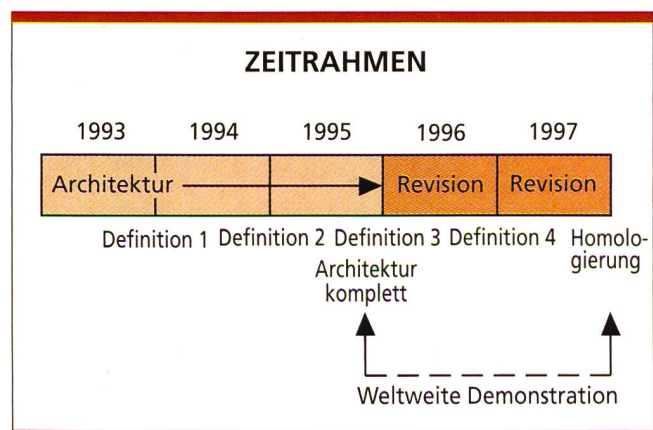 ZEITRAHMEN
1993 1994 1995 1996 1997
Architektur Revision Revision
Definition 1 Definition 2 Definition 3 Definition 4 Homolo-
gierung
Architektur
komplett
Weltweite Demonstration